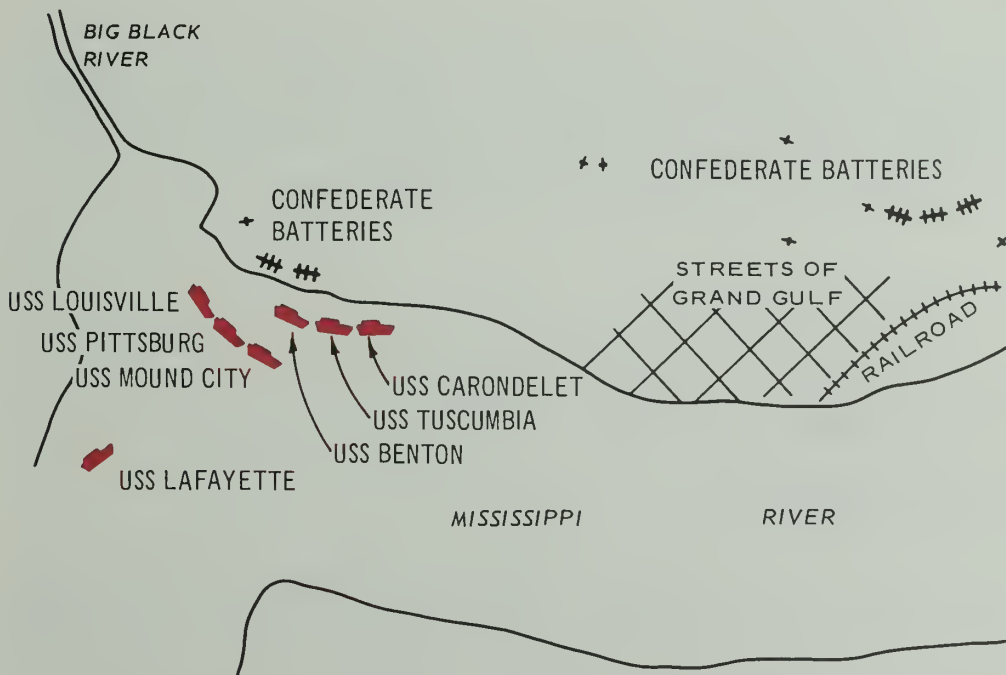 BIG BLACK
RIVER
CONFEDERATE
BATTERIES
CONFEDERATE BATTERIES
STREETS OF
GRAND GULF
RAILROAD
USS LOUISVILLE
USS PITTSBURG
USS MOUND CITY
USS CARONDELET
USS TUSCUMBIA
USS BENTON
USS LAFAYETTE
MISSISSIPPI RIVER